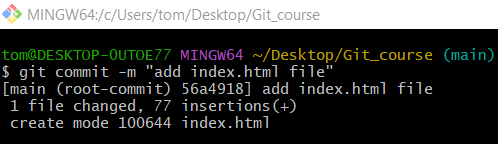 MINGW64:/c/Users/tom/Desktop/Git_course
tom@DESKTOP-OUTOE77 MINGW64 ~/Desktop/Git_course (main)
$ git commit -m "add index.html file"
[main (root-commit) 56a4918] add index.html file
 1 file changed, 77 insertions(+)
 create mode 100644 index.html